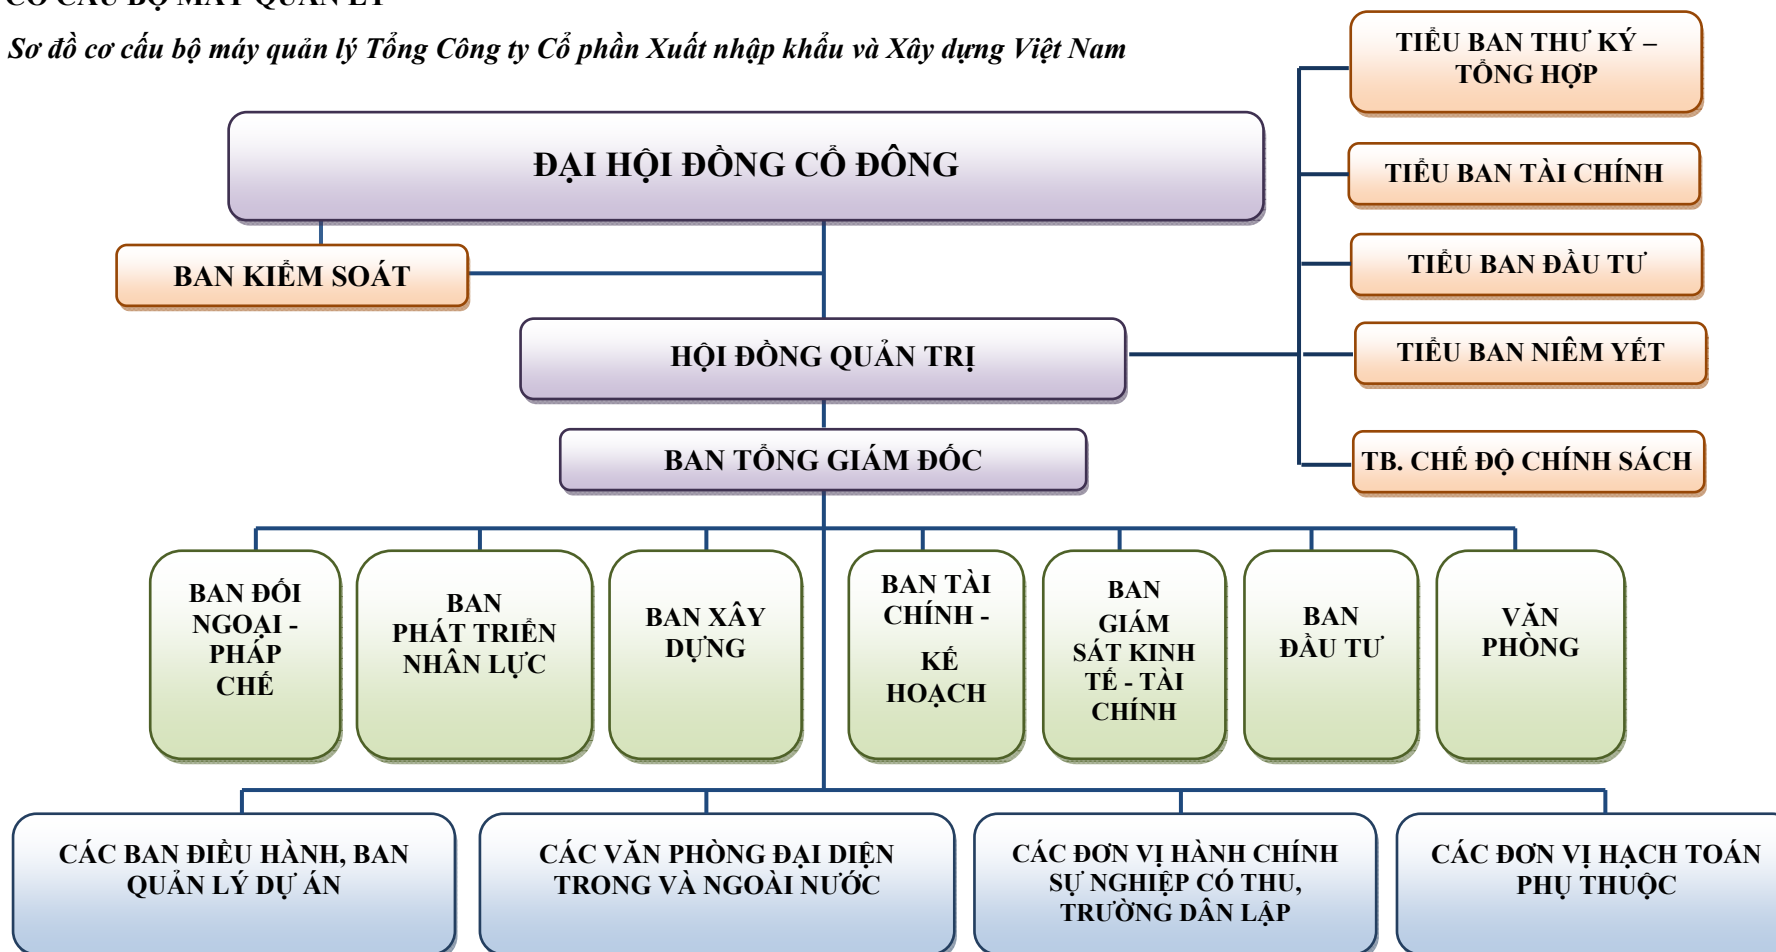 CƠ CẤU BỘ MÁY QUẢN LÝ
Sơ đồ cơ cấu bộ máy quản lý Tổng Công ty Cổ phần Xuất nhập khẩu và Xây dựng Việt Nam
TIỂU BAN THƯ KÝ –
TỔNG HỢP
ĐẠI HỘI ĐỒNG CỔ ĐÔNG
TIỂU BAN TÀI CHÍNH
BAN KIỂM SOÁT
TIỂU BAN ĐẦU TƯ
HỘI ĐỒNG QUẢN TRỊ
TIỂU BAN NIÊM YẾT
BAN TỔNG GIÁM ĐỐC
TB. CHẾ ĐỘ CHÍNH SÁCH
BAN ĐỐI
NGOẠI -
PHÁP
CHẾ
BAN
PHÁT TRIỂN
NHÂN LỰC
BAN XÂY
DỰNG
BAN TÀI
CHÍNH -
KẾ
HOẠCH
BAN
GIÁM
SÁT KINH
TẾ - TÀI
CHÍNH
BAN
ĐẦU TƯ
VĂN
PHÒNG
CÁC BAN ĐIỀU HÀNH, BAN
QUẢN LÝ DỰ ÁN
CÁC VĂN PHÒNG ĐẠI DIỆN
TRONG VÀ NGOÀI NƯỚC
CÁC ĐƠN VỊ HÀNH CHÍNH
SỰ NGHIỆP CÓ THU,
TRƯỜNG DÂN LẬP
CÁC ĐƠN VỊ HẠCH TOÁN
PHỤ THUỘC